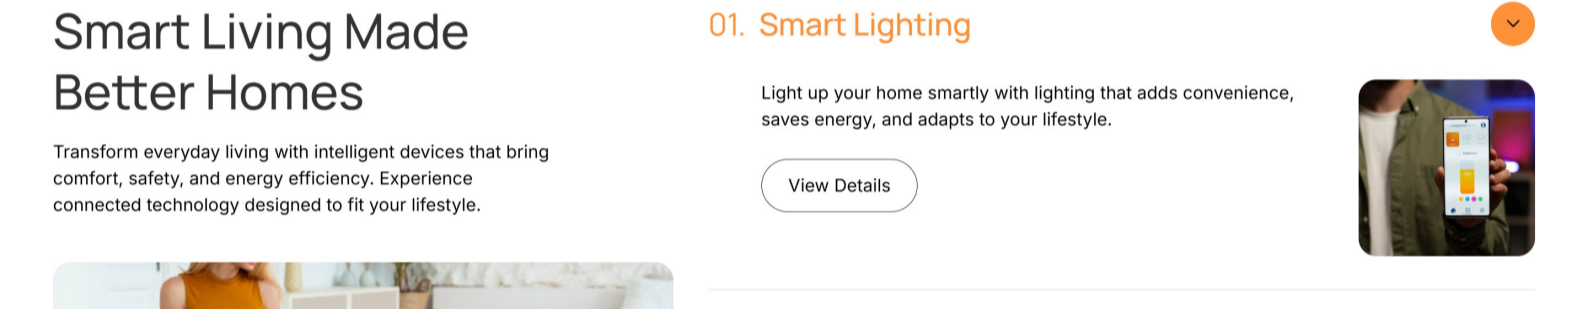 Smart Living Made
Better Homes
Transform everyday living with intelligent devices that bring
comfort, safety, and energy efficiency. Experience
connected technology designed to fit your lifestyle.
01. Smart Lighting
Light up your home smartly with lighting that adds convenience,
saves energy, and adapts to your lifestyle.
View Details